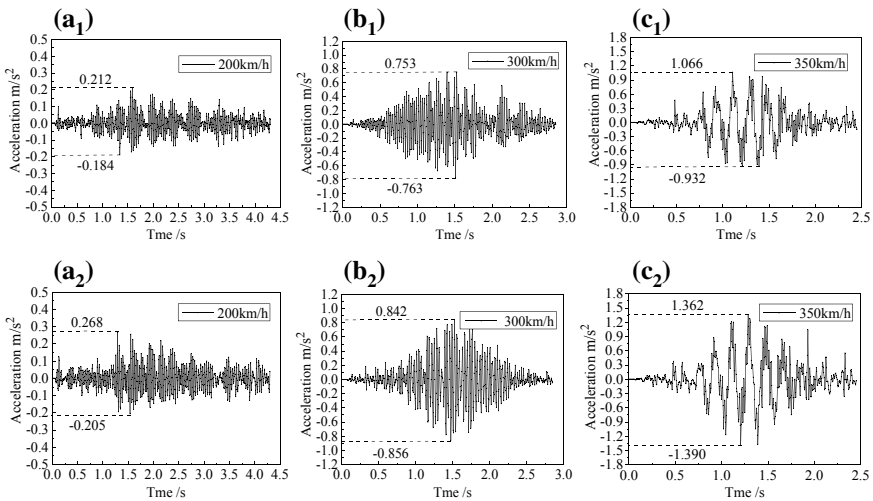 (a1)
0.5
0.4
0.3
0.2
0.1
0.0
-0.1
-0.2
-0.3
-0.4
-0.5
Acceleration m/s²
200km/h
0.212
-0.184
0.0 0.5 1.0 1.5 2.0 2.5 3.0 3.5 4.0 4.5
Tme /s
(b1)
1.2
1.0
0.8
0.6
0.4
0.2
0.0
-0.2
-0.4
-0.6
-0.8
-1.0
-1.2
Acceleration m/s²
300km/h
0.753
-0.763
0.0 0.5 1.0 1.5 2.0 2.5 3.0
Tme /s
(c1)
1.8
1.5
1.2
0.9
0.6
0.3
0.0
-0.3
-0.6
-0.9
-1.2
-1.5
-1.8
Acceleration m/s²
350km/h
1.066
-0.932
0.0 0.5 1.0 1.5 2.0 2.5
Tme /s
(a2)
0.5
0.4
0.3
0.2
0.1
0.0
-0.1
-0.2
-0.3
-0.4
-0.5
Acceleration m/s²
200km/h
0.268
-0.205
0.0 0.5 1.0 1.5 2.0 2.5 3.0 3.5 4.0 4.5
Tme /s
(b2)
1.2
1.0
0.8
0.6
0.4
0.2
0.0
-0.2
-0.4
-0.6
-0.8
-1.0
-1.2
Acceleration m/s²
300km/h
0.842
-0.856
0.0 0.5 1.0 1.5 2.0 2.5 3.0
Tme /s
(c2)
1.8
1.5
1.2
0.9
0.6
0.3
0.0
-0.3
-0.6
-0.9
-1.2
-1.5
-1.8
Acceleration m/s²
350km/h
1.362
-1.390
0.0 0.5 1.0 1.5 2.0 2.5
Tme /s